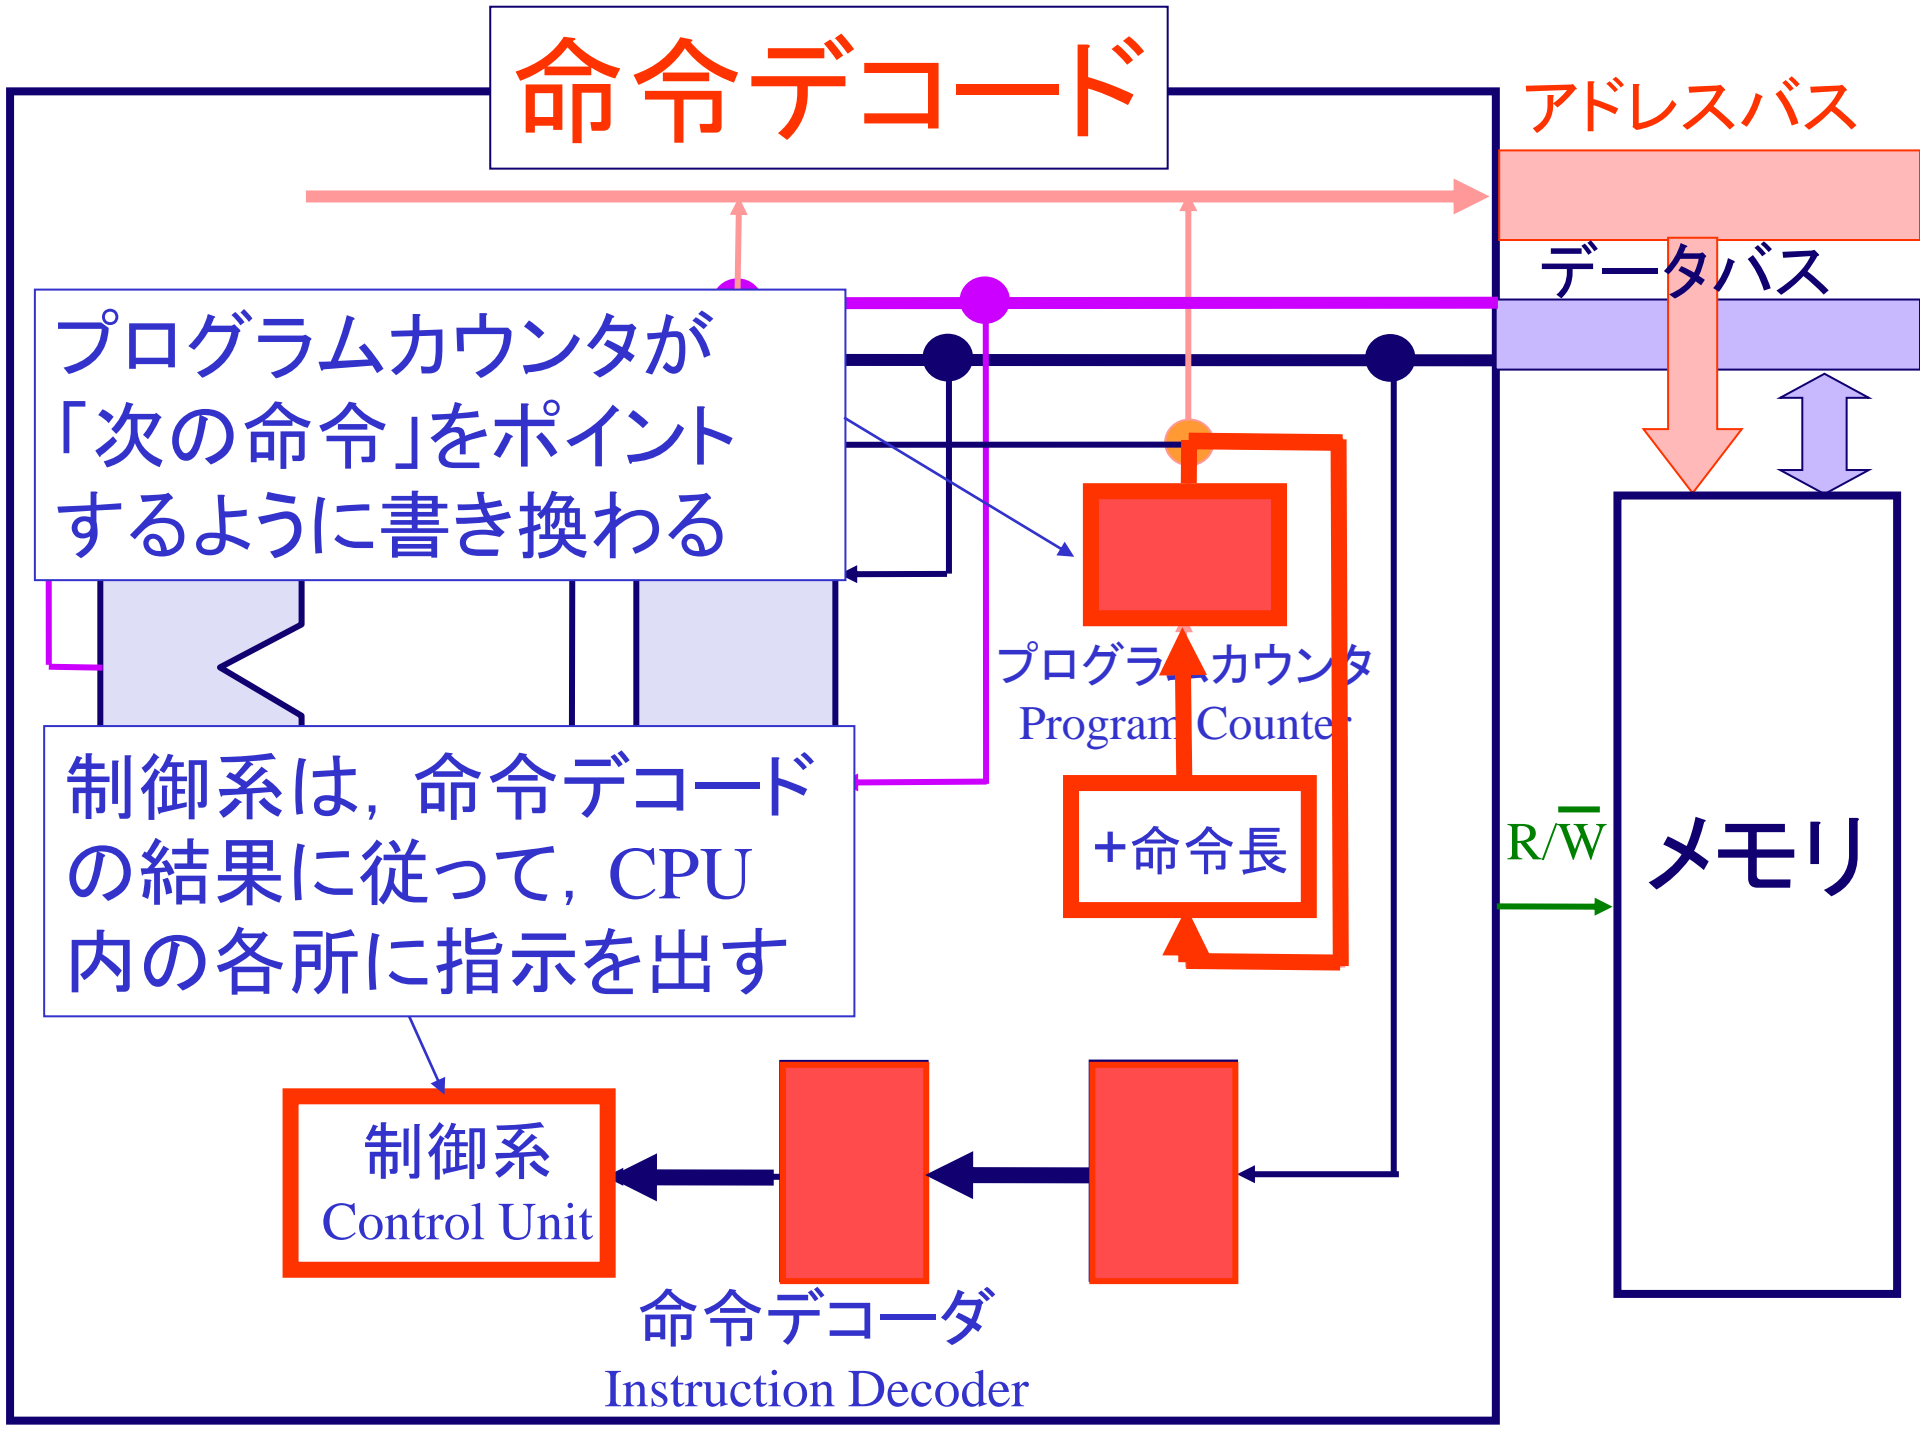 命令デコード
アドレスバス
データバス
プログラムカウンタが
「次の命令」をポイント
するように書き換わる
プログラムカウンタ
Program Counter
制御系は，命令デコード
の結果に従って，CPU
内の各所に指示を出す
+命令長
R/W̅
メモリ
制御系
Control Unit
命令デコーダ
Instruction Decoder